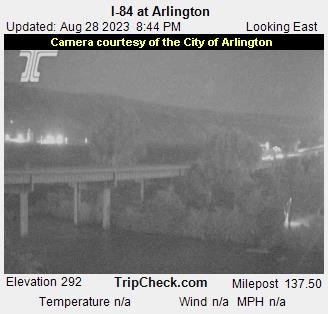 I-84 at Arlington
Updated: Aug 28 2023 8:44 PM Looking East
Camera courtesy of the City of Arlington
Elevation 292 TripCheck.com Milepost 137.50
Temperature n/a Wind n/a MPH n/a